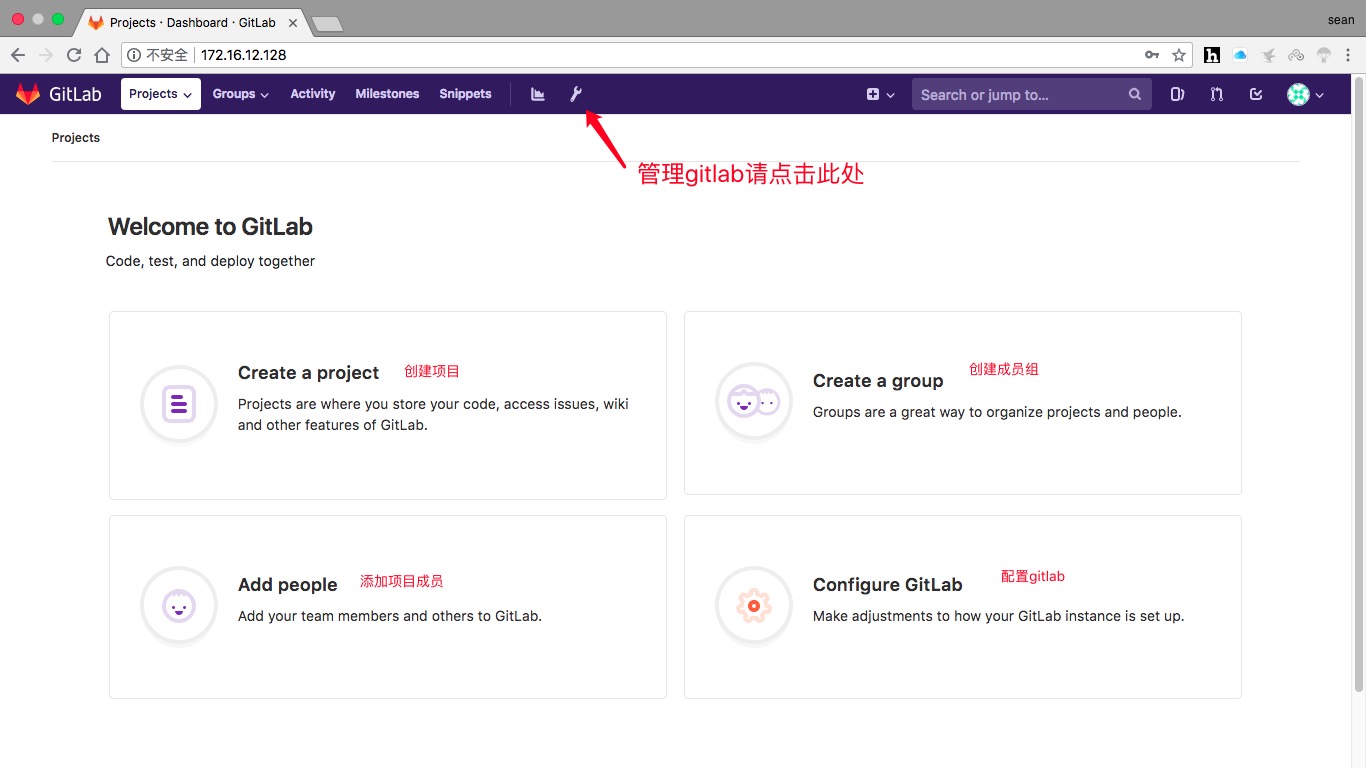 Projects · Dashboard · GitLab
sean
不安全 172.16.12.128
GitLab Projects Groups Activity Milestones Snippets Search or jump to...
Projects
管理gitlab请点击此处
Welcome to GitLab
Code, test, and deploy together
Create a project 创建项目
Projects are where you store your code, access issues, wiki
and other features of GitLab.
Create a group 创建成员组
Groups are a great way to organize projects and people.
Add people 添加项目成员
Add your team members and others to GitLab.
Configure GitLab 配置gitlab
Make adjustments to how your GitLab instance is set up.